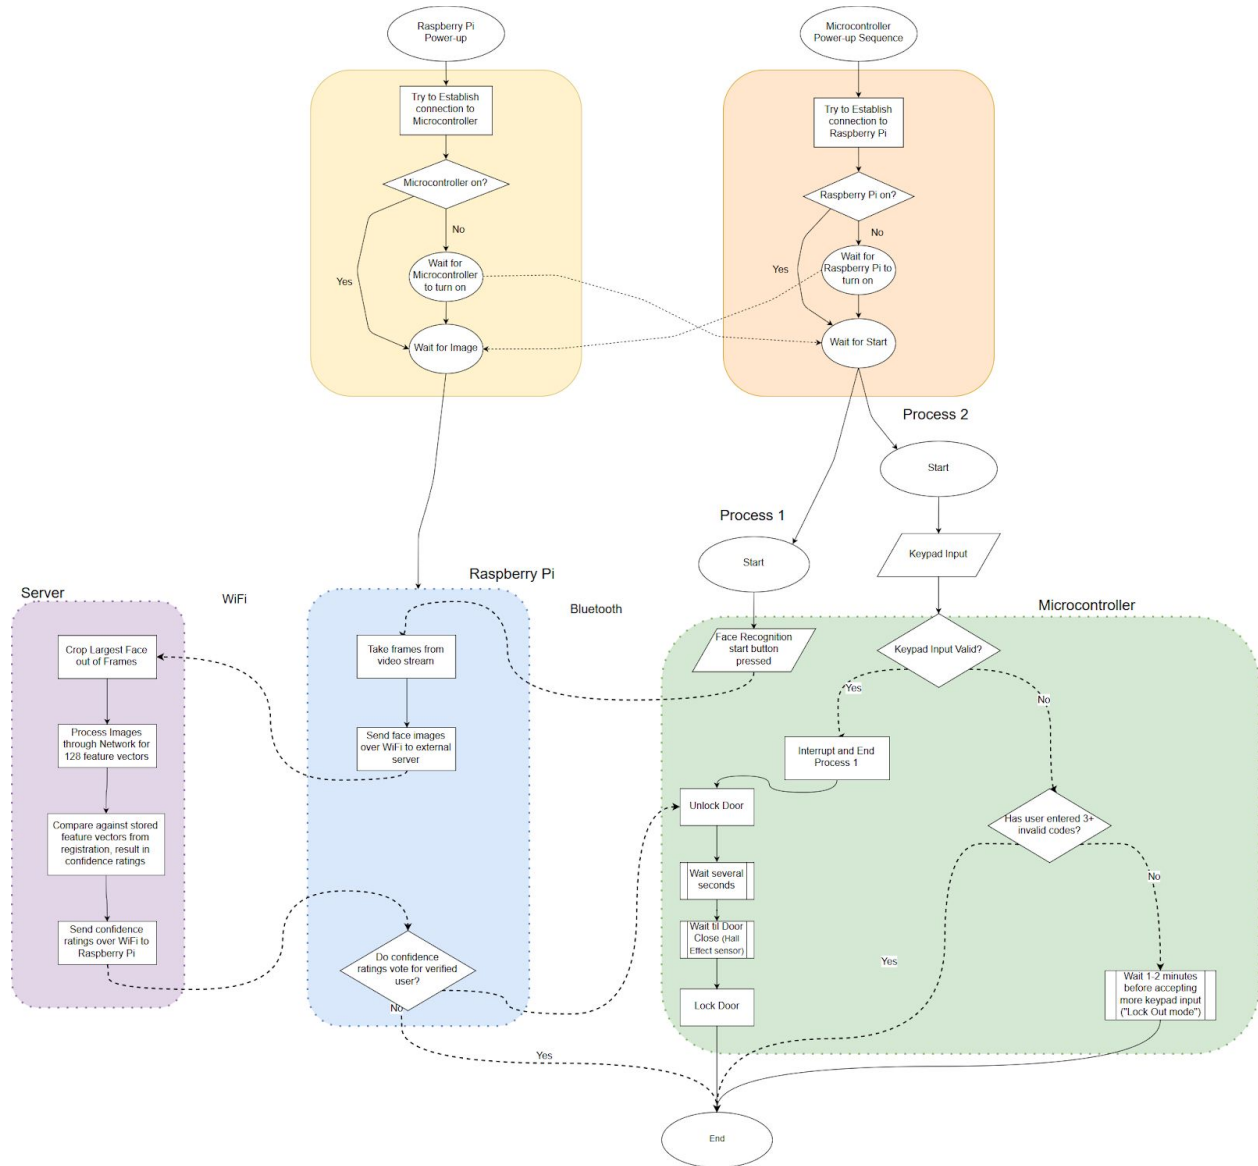 Raspberry Pi
Power-up
Microcontroller
Power-up Sequence
Try to Establish
connection to
Microcontroller
Try to Establish
connection to
Raspberry Pi
Microcontroller on?
Raspberry Pi on?
No
No
Yes
Wait for
Microcontroller
to turn on
Yes
Wait for
Raspberry Pi to
turn on
Wait for Image
Wait for Start
Process 2
Start
Process 1
Start
Keypad Input
Server
WiFi
Raspberry Pi
Bluetooth
Microcontroller
Crop Largest Face
out of Frames
Take frames from
video stream
Face Recognition
start button
pressed
Keypad Input Valid?
Yes
No
Process Images
through Network for
128 feature vectors
Send face images
over WiFi to external
server
Interrupt and End
Process 1
Unlock Door
Compare against stored
feature vectors from
registration, result in
confidence ratings
Has user entered 3+
invalid codes?
Wait several
seconds
No
Send confidence
ratings over WiFi to
Raspberry Pi
Wait til Door
Close (Hall
Effect sensor)
Do confidence
ratings vote for verified
user?
Yes
Wait 1-2 minutes
before accepting
more keypad input
("Lock Out mode")
Lock Door
No
Yes
End